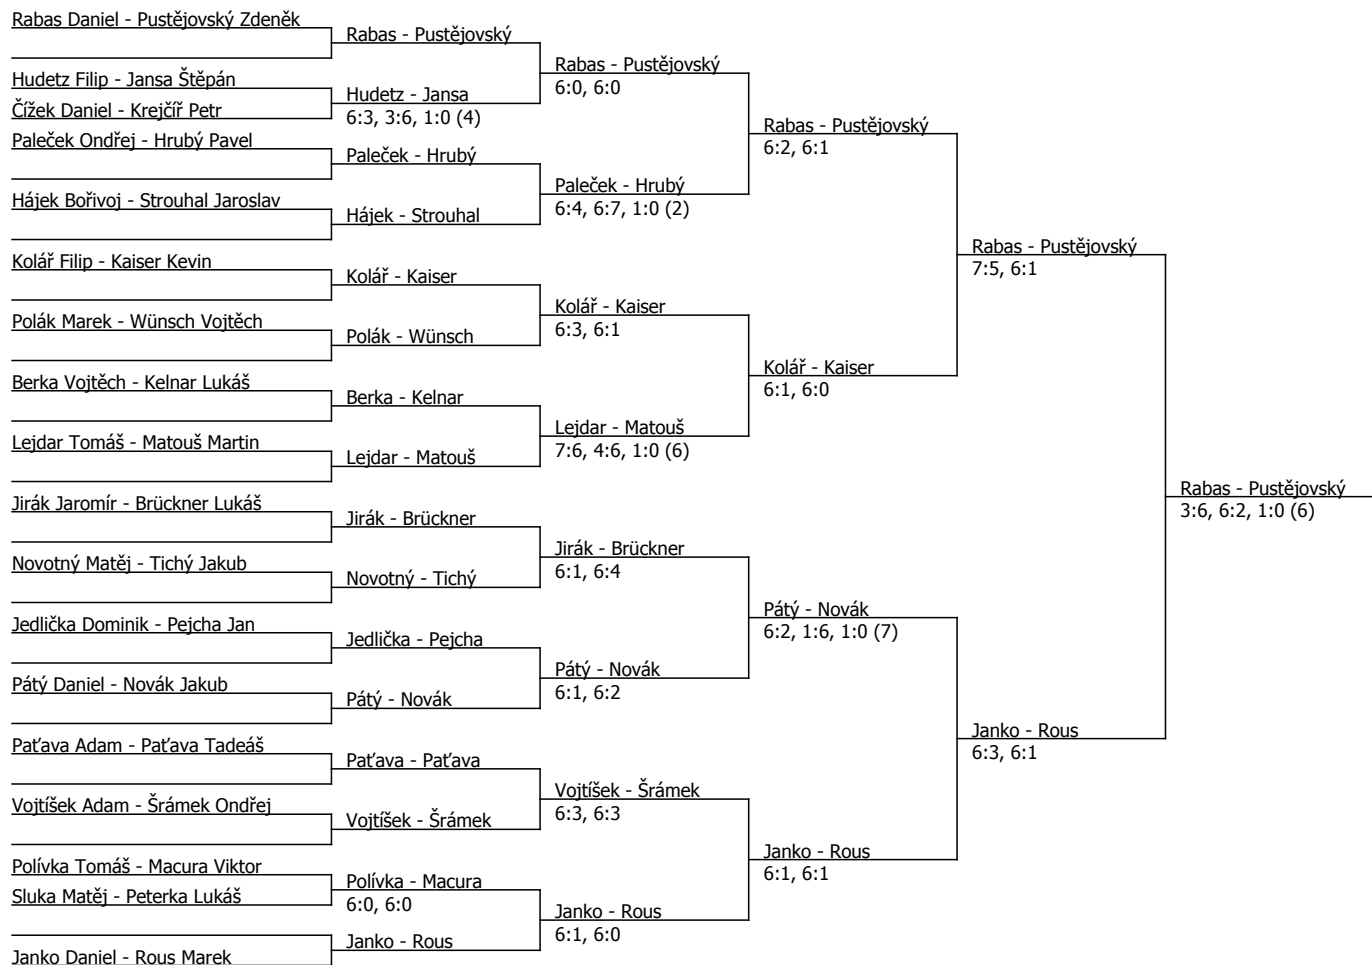 Rabas Daniel - Pustějovský Zdeněk
Hudetz Filip - Jansa Štěpán
Čížek Daniel - Krejčíř Petr
Paleček Ondřej - Hrubý Pavel
Hájek Bořivoj - Strouhal Jaroslav
Kolář Filip - Kaiser Kevin
Polák Marek - Wünsch Vojtěch
Berka Vojtěch - Kelnar Lukáš
Lejdar Tomáš - Matouš Martin
Jirák Jaromír - Brückner Lukáš
Novotný Matěj - Tichý Jakub
Jedlička Dominik - Pejcha Jan
Pátý Daniel - Novák Jakub
Paťava Adam - Paťava Tadeáš
Vojtíšek Adam - Šrámek Ondřej
Polívka Tomáš - Macura Viktor
Sluka Matěj - Peterka Lukáš
Janko Daniel - Rous Marek
Rabas - Pustějovský
Hudetz - Jansa
6:3, 3:6, 1:0 (4)
Paleček - Hrubý
Hájek - Strouhal
Kolář - Kaiser
Polák - Wünsch
Berka - Kelnar
Lejdar - Matouš
Jirák - Brückner
Novotný - Tichý
Jedlička - Pejcha
Pátý - Novák
Paťava - Paťava
Vojtíšek - Šrámek
Polívka - Macura
6:0, 6:0
Janko - Rous
Rabas - Pustějovský
6:0, 6:0
Paleček - Hrubý
6:4, 6:7, 1:0 (2)
Kolář - Kaiser
6:3, 6:1
Lejdar - Matouš
7:6, 4:6, 1:0 (6)
Jirák - Brückner
6:1, 6:4
Pátý - Novák
6:1, 6:2
Vojtíšek - Šrámek
6:3, 6:3
Janko - Rous
6:1, 6:0
Rabas - Pustějovský
6:2, 6:1
Kolář - Kaiser
6:1, 6:0
Pátý - Novák
6:2, 1:6, 1:0 (7)
Janko - Rous
6:1, 6:1
Rabas - Pustějovský
7:5, 6:1
Janko - Rous
6:3, 6:1
Rabas - Pustějovský
3:6, 6:2, 1:0 (6)